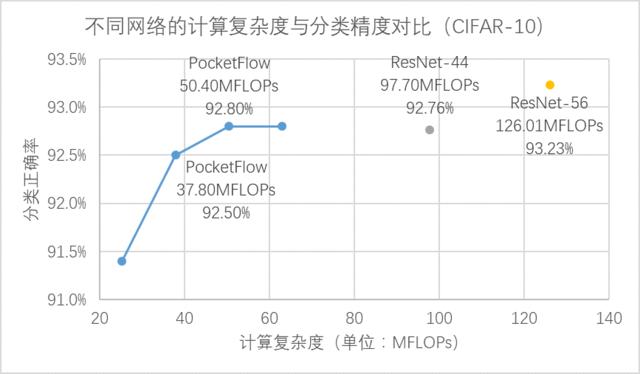 不同网络的计算复杂度与分类精度对比（CIFAR-10）
分类正确率
93.5%
93.0%
92.5%
92.0%
91.5%
91.0%
PocketFlow
50.40MFLOPs
92.80%
PocketFlow
37.80MFLOPs
92.50%
ResNet-44
97.70MFLOPs
92.76%
ResNet-56
126.01MFLOPs
93.23%
20 40 60 80 100 120 140
计算复杂度（单位：MFLOPs）